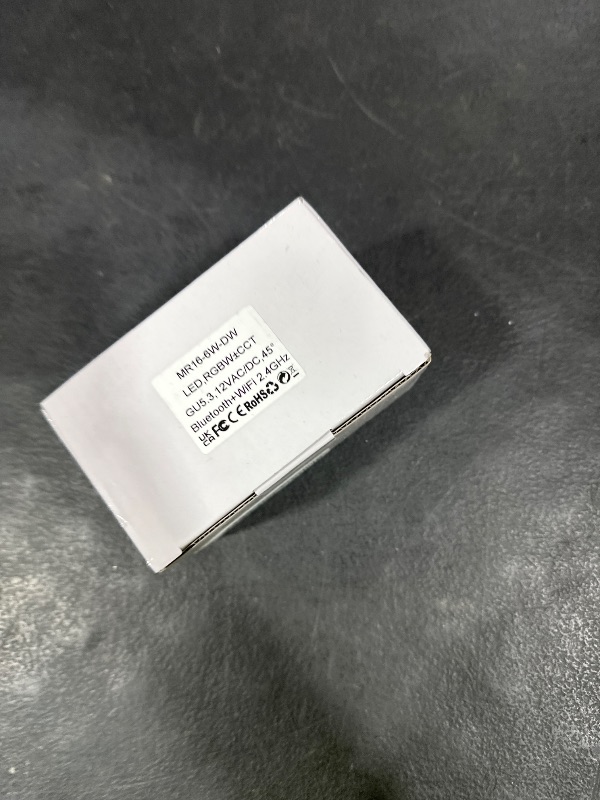 MR16-6W-DW
LED,RGBW±CCT
GU5.3,12VAC/DC,45°
Bluetooth+WiFi 2.4GHz
UK CA FC CE RoHS